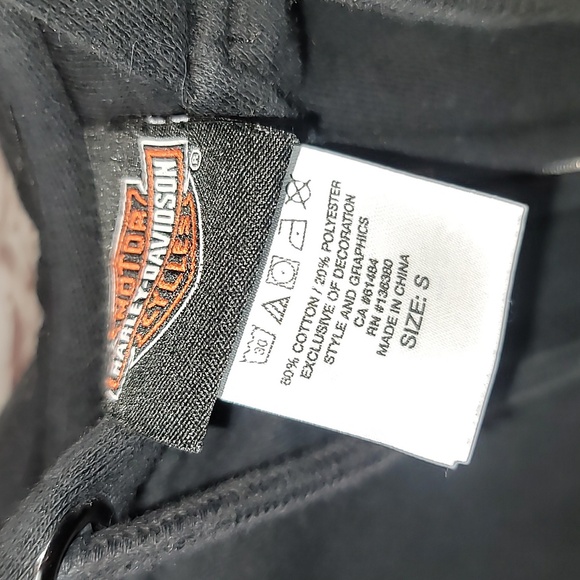 MOTOR
HARLEY-DAVIDSON
CYCLES
®
30
80% COTTON / 20% POLYESTER
EXCLUSIVE OF DECORATION
STYLE AND GRAPHICS
CA #61484
RN #136380
MADE IN CHINA
SIZE: S